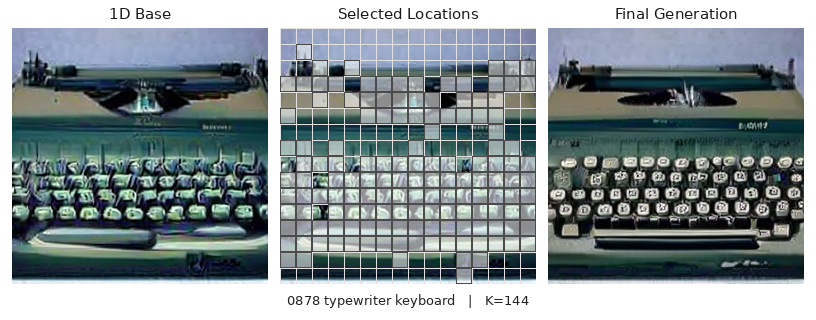 1D Base
Selected Locations
Final Generation
0878 typewriter keyboard | K=144